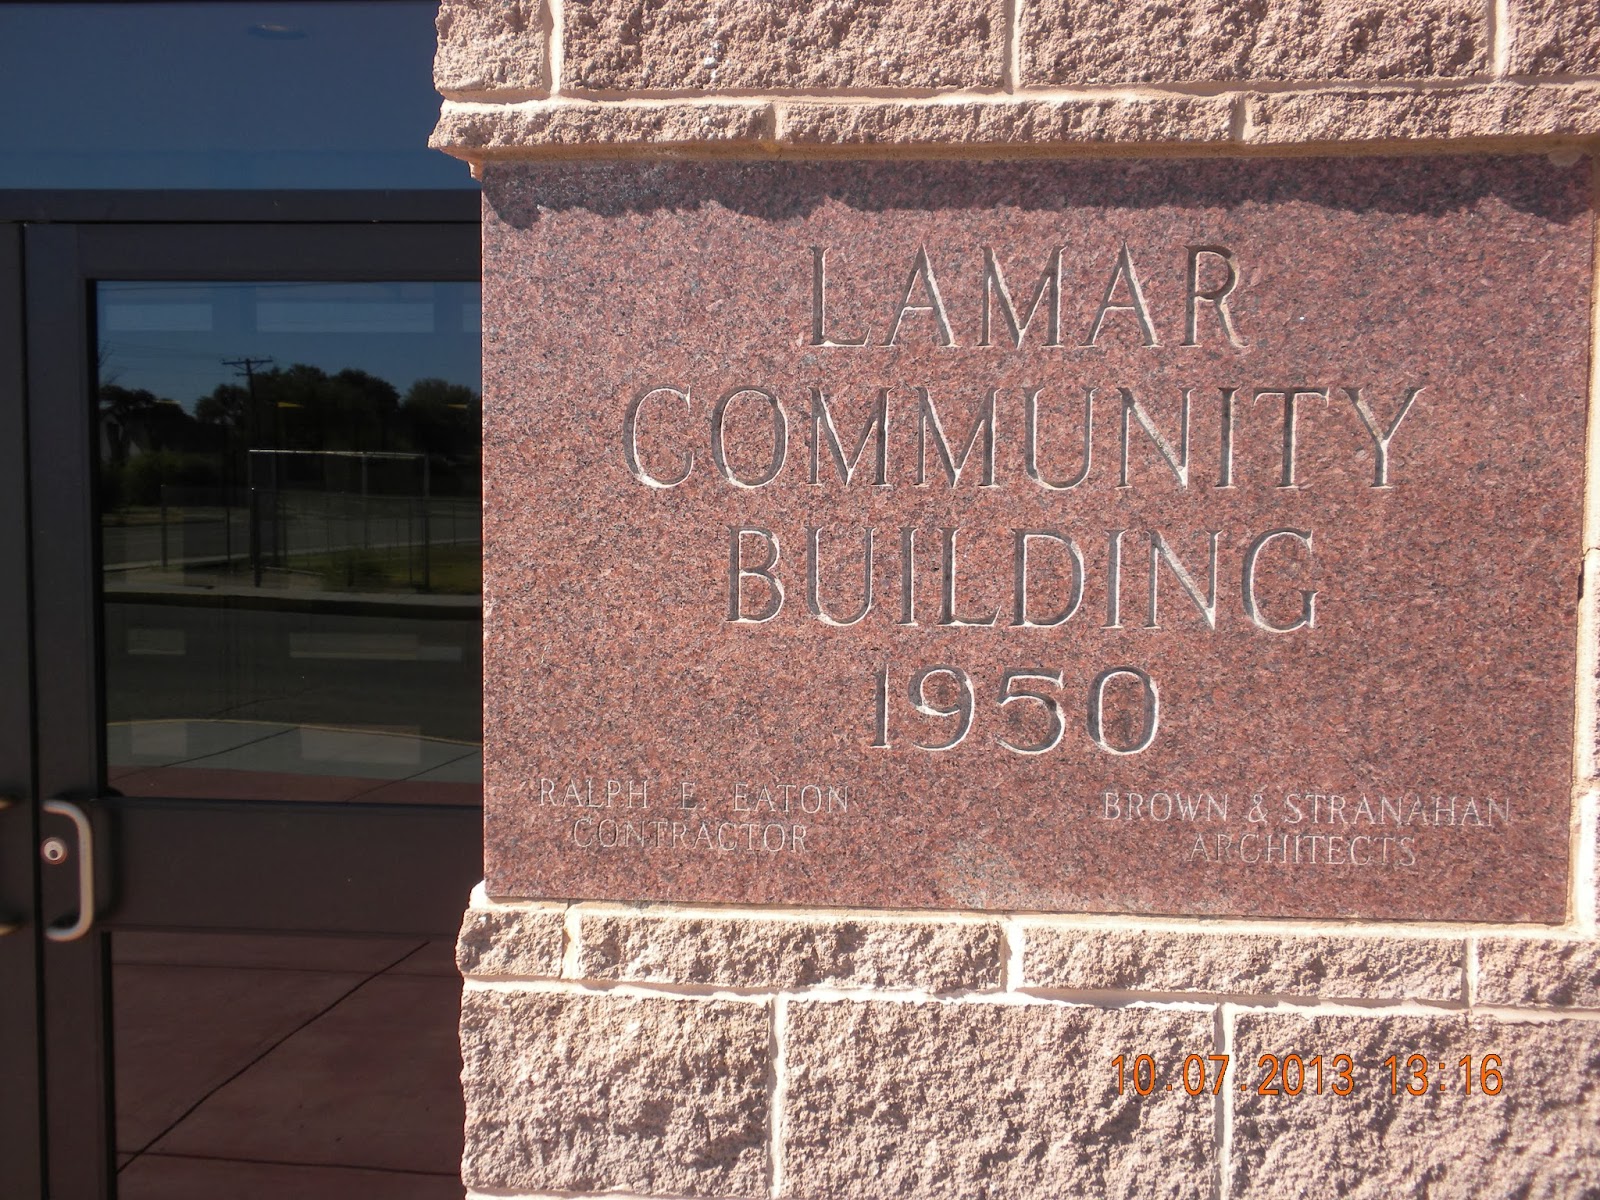 LAMAR
COMMUNITY
BUILDING
1950
RALPH E. EATON
CONTRACTOR
BROWN & STRANAHAN
ARCHITECTS
10.07.2013 13:16